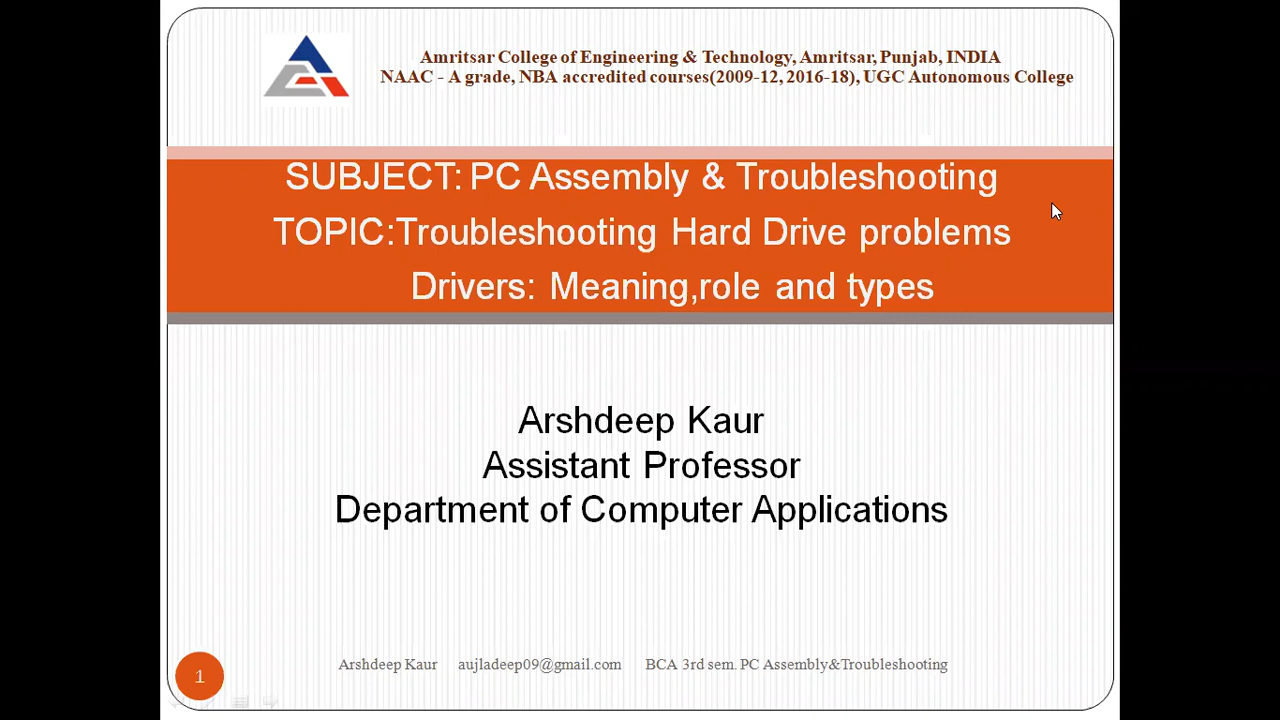 Amritsar College of Engineering & Technology, Amritsar, Punjab, INDIA
NAAC - A grade, NBA accredited courses(2009-12, 2016-18), UGC Autonomous College
SUBJECT: PC Assembly & Troubleshooting
TOPIC:Troubleshooting Hard Drive problems
Drivers: Meaning,role and types
Arshdeep Kaur
Assistant Professor
Department of Computer Applications
Arshdeep Kaur aujladeep09@gmail.com BCA 3rd sem. PC Assembly&Troubleshooting
1